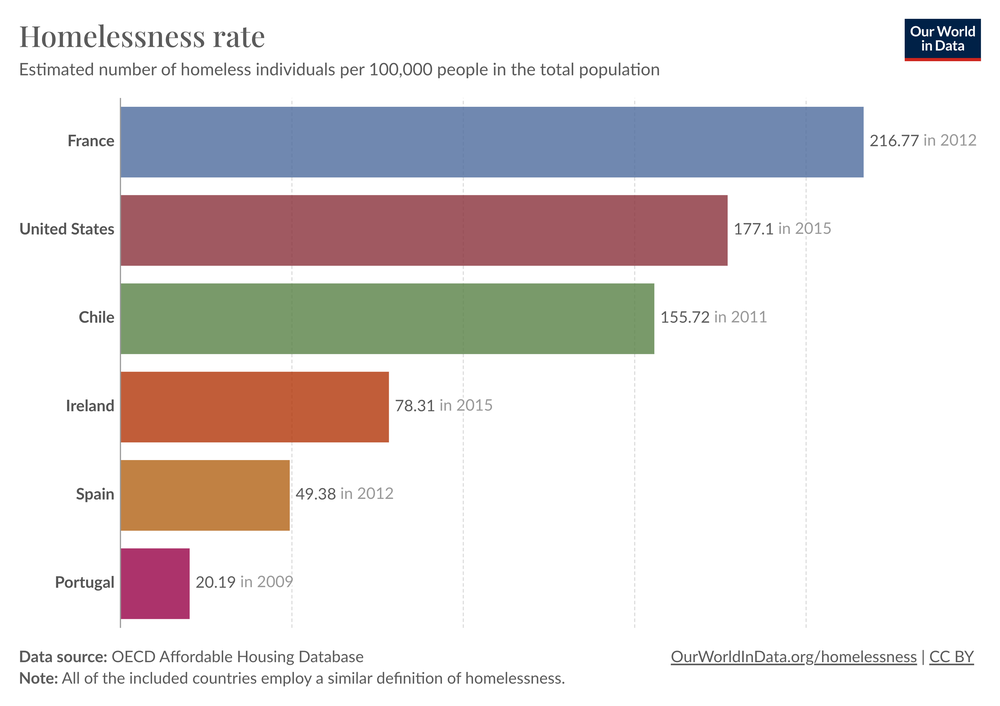 Homelessness rate
Our World
in Data
Estimated number of homeless individuals per 100,000 people in the total population
France 216.77 in 2012
United States 177.1 in 2015
Chile 155.72 in 2011
Ireland 78.31 in 2015
Spain 49.38 in 2012
Portugal 20.19 in 2009
Data source: OECD Affordable Housing Database
OurWorldInData.org/homelessness | CC BY
Note: All of the included countries employ a similar definition of homelessness.